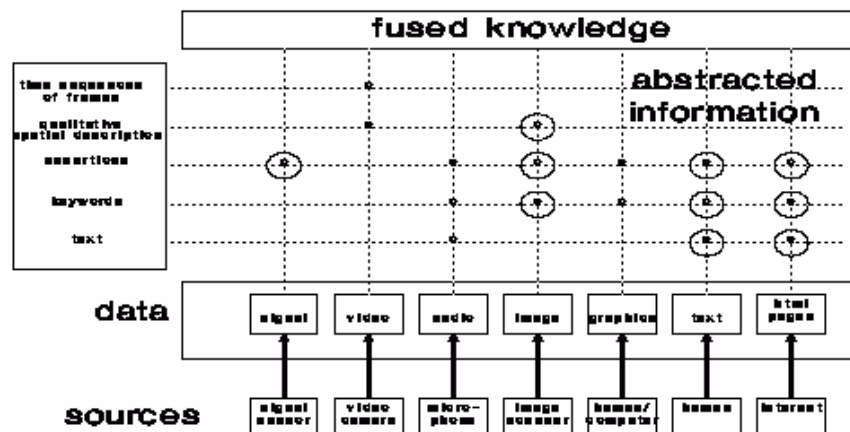 fused knowledge
abstracted
information
time sequences
of frames
qualitative
spatial description
assertions
keywords
text
data
signal
video
audio
image
graphics
text
html
pages
sources
signal
sensor
video
camera
micro-
phone
image
scanner
human/
computer
human
internet